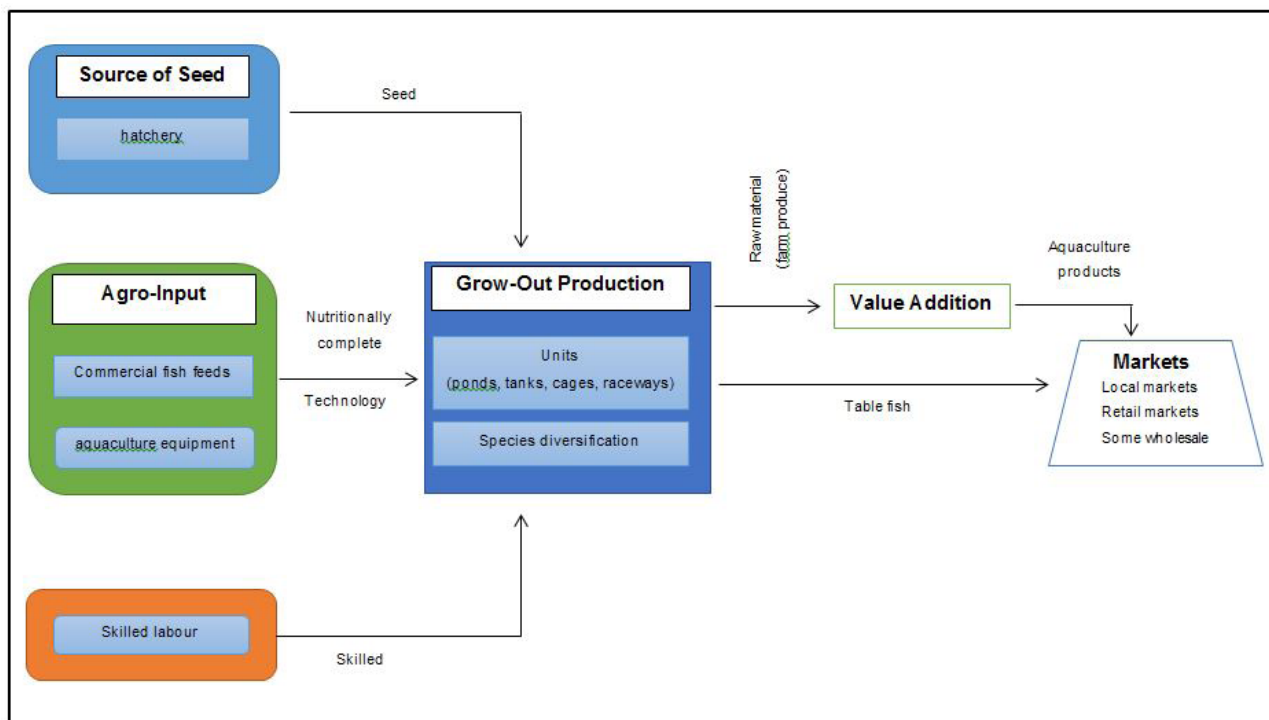 Source of Seed
hatchery
Seed
Agro-Input
Commercial fish feeds
aquaculture equipment
Nutritionally
complete
Technology
Skilled labour
Skilled
Grow-Out Production
Units
(ponds, tanks, cages, raceways)
Species diversification
Raw material
(farm produce)
Value Addition
Table fish
Aquaculture
products
Markets
Local markets
Retail markets
Some wholesale